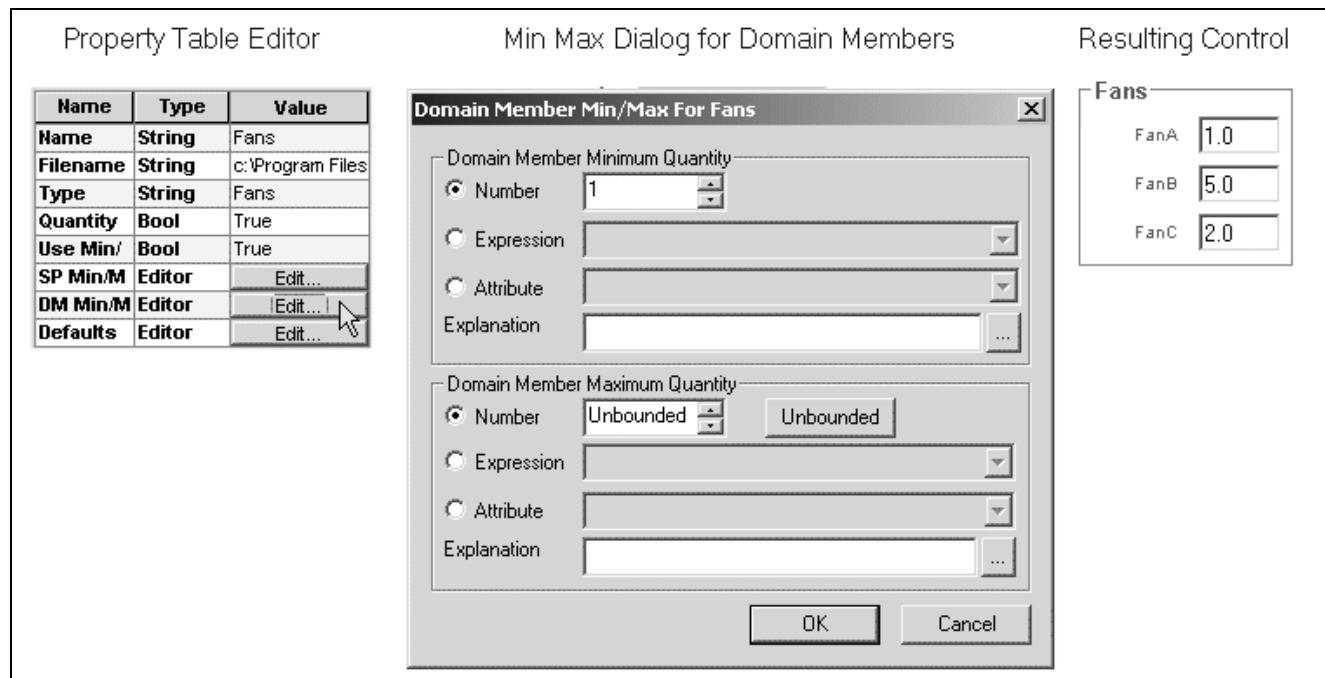 Property Table Editor
Min Max Dialog for Domain Members
Resulting Control
Name Type Value
Name String Fans
Filename String c:\Program Files
Type String Fans
Quantity Bool True
Use Min/ Bool True
SP Min/M Editor Edit...
DM Min/M Editor Edit...
Defaults Editor Edit...
Domain Member Min/Max For Fans
Domain Member Minimum Quantity
Number 1
Expression
Attribute
Explanation ...
Domain Member Maximum Quantity
Number Unbounded Unbounded
Expression
Attribute
Explanation ...
OK Cancel
Fans
FanA 1.0
FanB 5.0
FanC 2.0